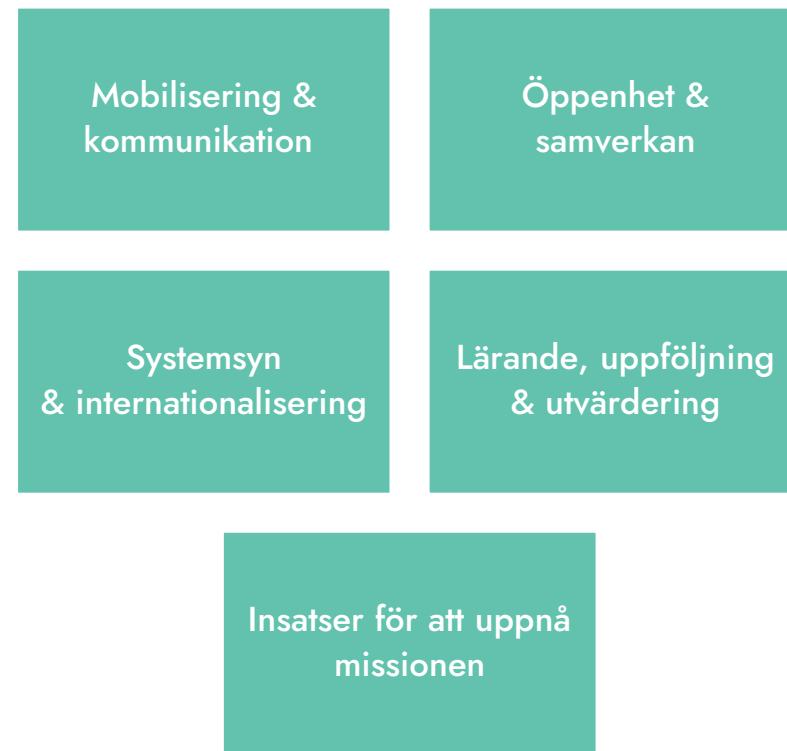 Mobilisering &
kommunikation
Öppenhet &
samverkan
Systemsyn
& internationalisering
Lärande, uppföljning
& utvärdering
Insatser för att uppnå
missionen